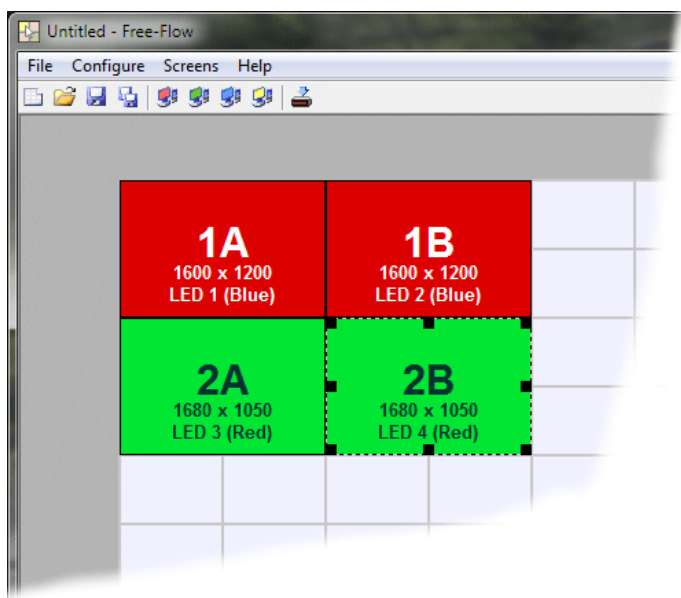 Untitled - Free-Flow
File Configure Screens Help
1A
1600 x 1200
LED 1 (Blue)
1B
1600 x 1200
LED 2 (Blue)
2A
1680 x 1050
LED 3 (Red)
2B
1680 x 1050
LED 4 (Red)